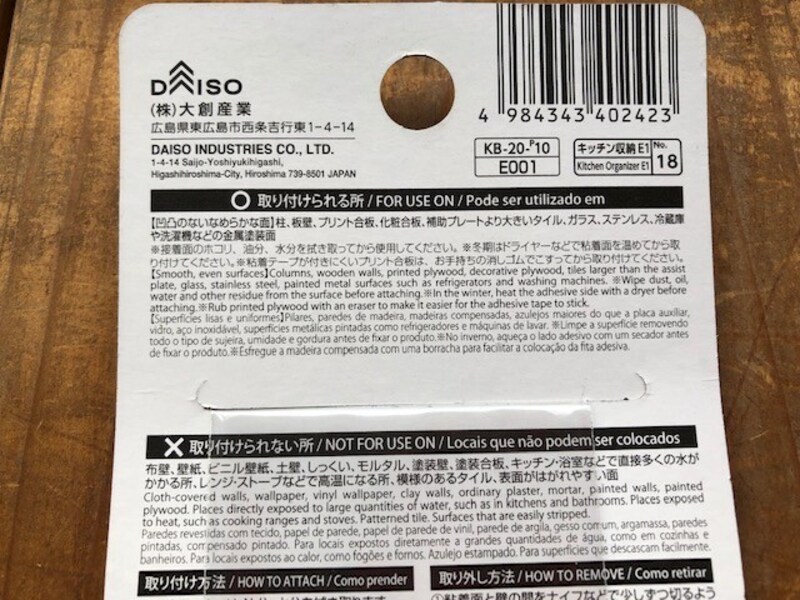 DAISO
(株)大創産業
広島県東広島市西条吉行東1-4-14
DAISO INDUSTRIES CO., LTD.
1-4-14 Saijo-Yoshiyukihigashi,
Higashihiroshima-City, Hiroshima 739-8501 JAPAN
4 984343 402423
KB-20-P10
E001
キッチン収納E1
Kitchen Organizer E1
No.
18
取り付けられる所 / FOR USE ON / Pode ser utilizado em
【凹凸のないなめらかな面】柱、板壁、プリント合板、化粧合板、補助プレートより大きいタイル、ガラス、ステンレス、冷蔵庫
や洗濯機などの金属塗装面
※接着面のホコリ、油分、水分を拭き取ってから使用してください。※冬期はドライヤーなどで粘着面を温めてから取
り付けてください。※粘着テープが付きにくいプリント合板は、お手持ちの消しゴムでこすってから取り付けてください。
【Smooth, even surfaces】Columns, wooden walls, printed plywood, decorative plywood, tiles larger than the assist
plate, glass, stainless steel, painted metal surfaces such as refrigerators and washing machines. ※Wipe dust, oil,
water and other residue from the surface before attaching.※In the winter, heat the adhesive side with a dryer before
attaching.※Rub printed plywood with an eraser to make it easier for the adhesive tape to stick.
【Superfícies lisas e uniformes】Pilares, paredes de madeira, madeiras compensadas, azulejos maiores do que a placa auxiliar,
vidro, aço inoxidável, superfícies metálicas pintadas como refrigeradores e máquinas de lavar. ※Limpe a superfície removendo
todo o tipo de sujeira, umidade e gordura antes de fixar o produto.※No inverno, aqueça o lado adesivo com um secador antes
de fixar o produto.※Esfregue a madeira compensada com uma borracha para facilitar a colocação da fita adesiva.
取り付けられない所 / NOT FOR USE ON / Locais que não podem ser colocados
布壁、壁紙、ビニル壁紙、土壁、しっくい、モルタル、塗装壁、塗装合板、キッチン・浴室などで直接多くの水が
かかる所、レンジ・ストーブなどで高温になる所、模様のあるタイル、表面がはがれやすい面
Cloth-covered walls, wallpaper, vinyl wallpaper, clay walls, ordinary plaster, mortar, painted walls, painted
plywood. Places directly exposed to large quantities of water, such as in kitchens and bathrooms. Places exposed
to heat, such as cooking ranges and stoves. Patterned tile. Surfaces that are easily stripped.
Paredes revestidas com tecido, papel de parede, papel de parede de vinil, parede de argila, gesso comum, argamassa, paredes
pintadas, compensado pintado. Para locais expostos diretamente a grandes quantidades de água, como em cozinhas e
banheiros. Para locais expostos ao calor, como fogões e fornos. Azulejo estampado. Para superfícies que descascam facilmente.
取り付け方法 / HOW TO ATTACH / Como prender
取り外し方法 / HOW TO REMOVE / Como retirar
①粘着面と壁の間をナイフなどで少しずつ切るよう